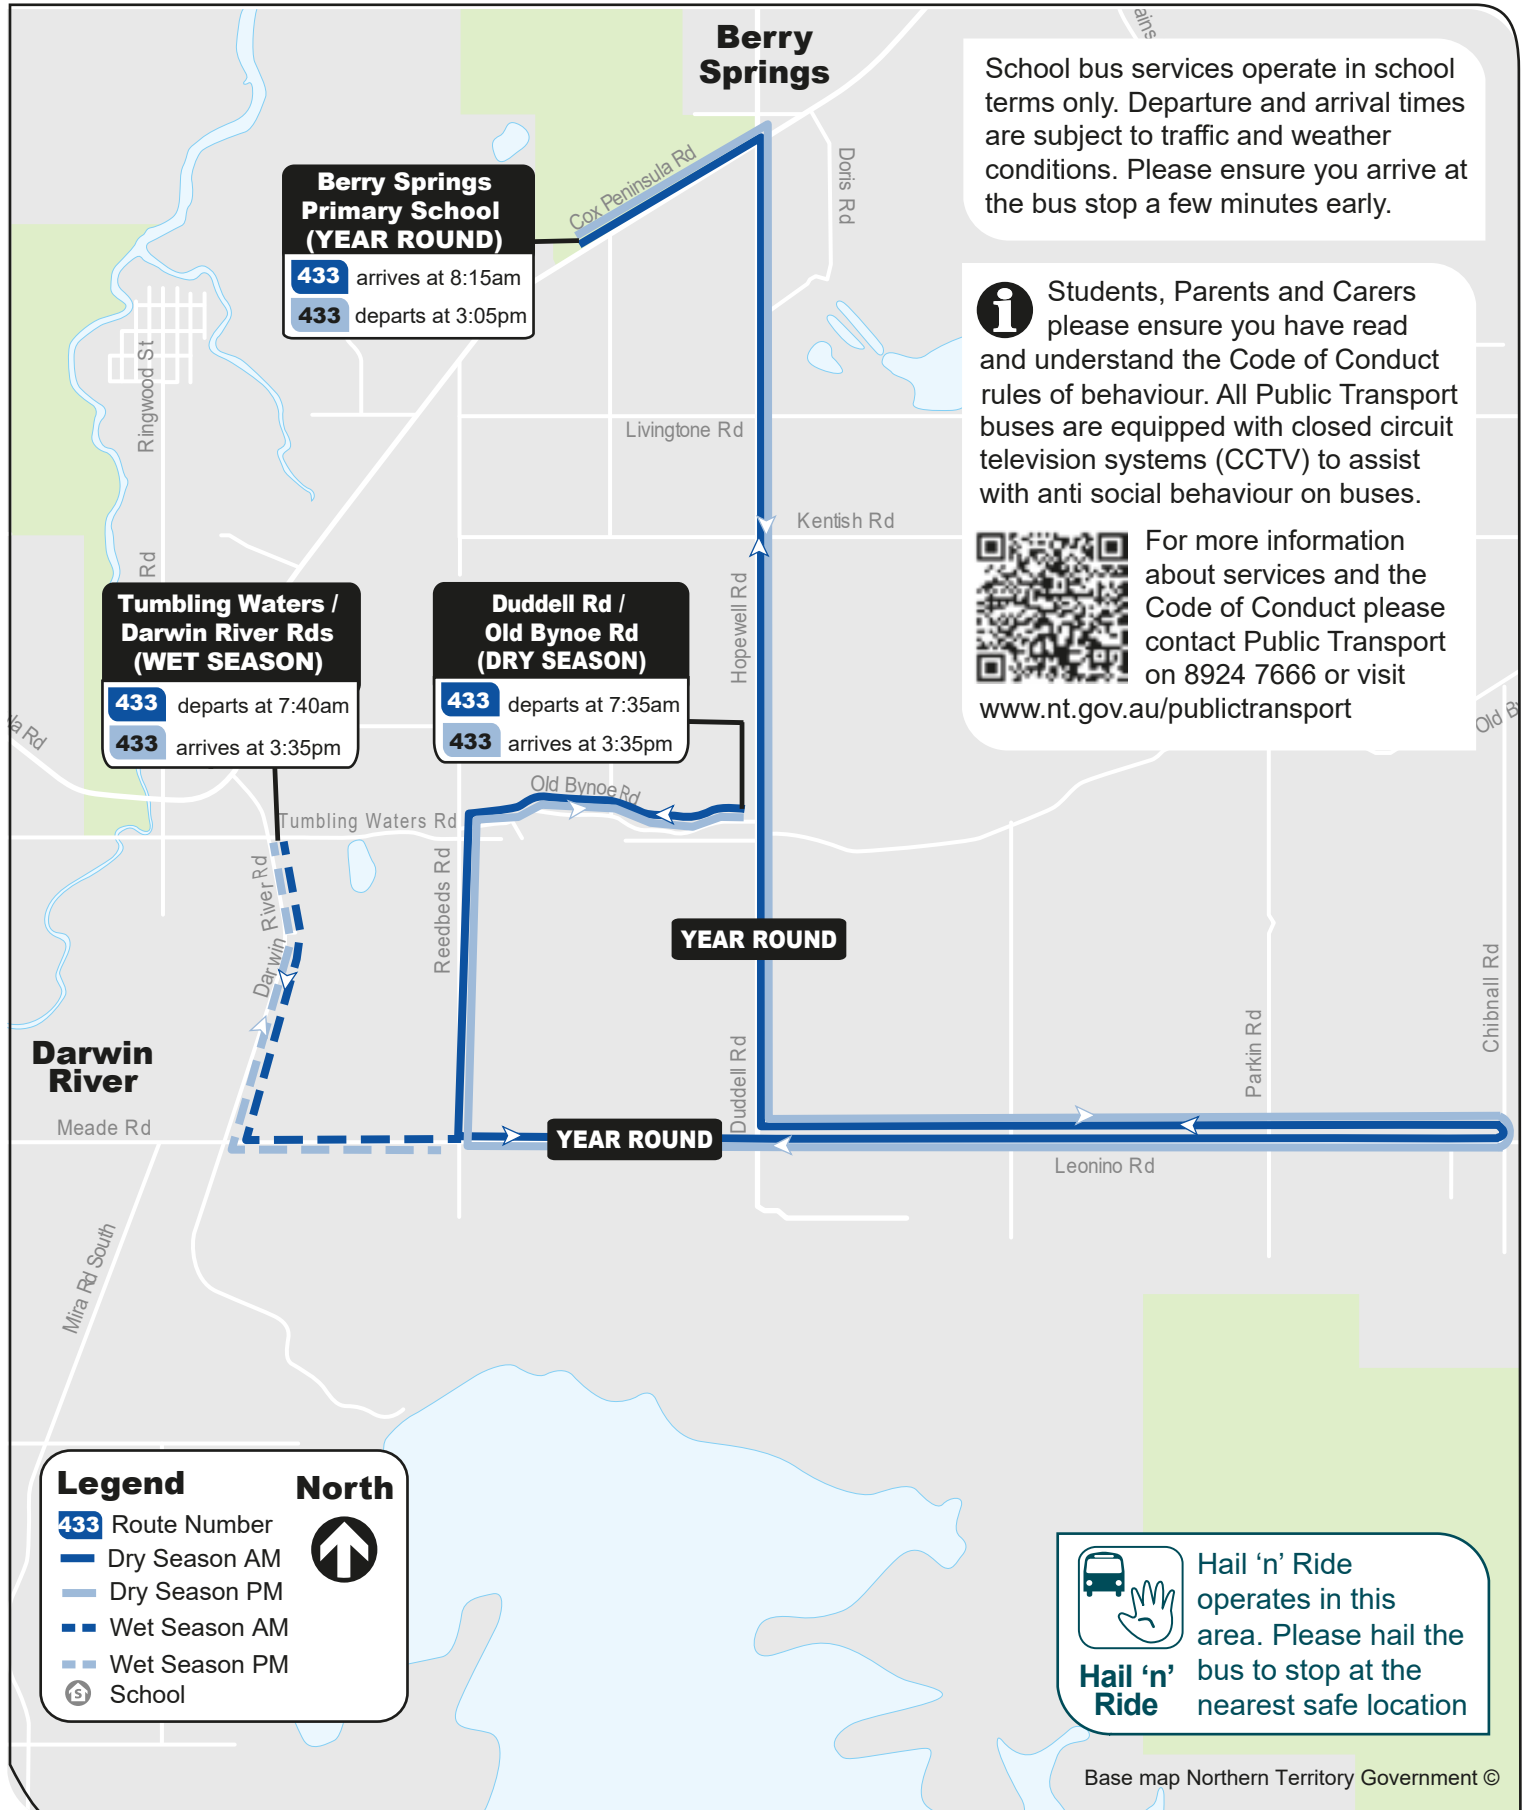 Berry
Springs
ains
School bus services operate in school
terms only. Departure and arrival times
are subject to traffic and weather
conditions. Please ensure you arrive at
the bus stop a few minutes early.
Cox Peninsula Rd
Doris Rd
Berry Springs
Primary School
(YEAR ROUND)
433 arrives at 8:15am
433 departs at 3:05pm
i
Students, Parents and Carers
please ensure you have read
and understand the Code of Conduct
rules of behaviour. All Public Transport
buses are equipped with closed circuit
television systems (CCTV) to assist
with anti social behaviour on buses.
For more information
about services and the
Code of Conduct please
contact Public Transport
on 8924 7666 or visit
www.nt.gov.au/publictransport
Ringwood St
Livingtone Rd
Kentish Rd
Rd
Hopewell Rd
Tumbling Waters /
Darwin River Rds
(WET SEASON)
433 departs at 7:40am
433 arrives at 3:35pm
Duddell Rd /
Old Bynoe Rd
(DRY SEASON)
433 departs at 7:35am
433 arrives at 3:35pm
la Rd
Old By
Old Bynoe Rd
Tumbling Waters Rd
Darwin River Rd
Reedbeds Rd
YEAR ROUND
Chibnall Rd
Parkin Rd
Duddell Rd
Darwin
River
Meade Rd
YEAR ROUND
Leonino Rd
Mira Rd South
Legend
North
433 Route Number
Dry Season AM
Dry Season PM
Wet Season AM
Wet Season PM
S School
Hail ‘n’
Ride
Hail ‘n’ Ride
operates in this
area. Please hail the
bus to stop at the
nearest safe location
Base map Northern Territory Government ©